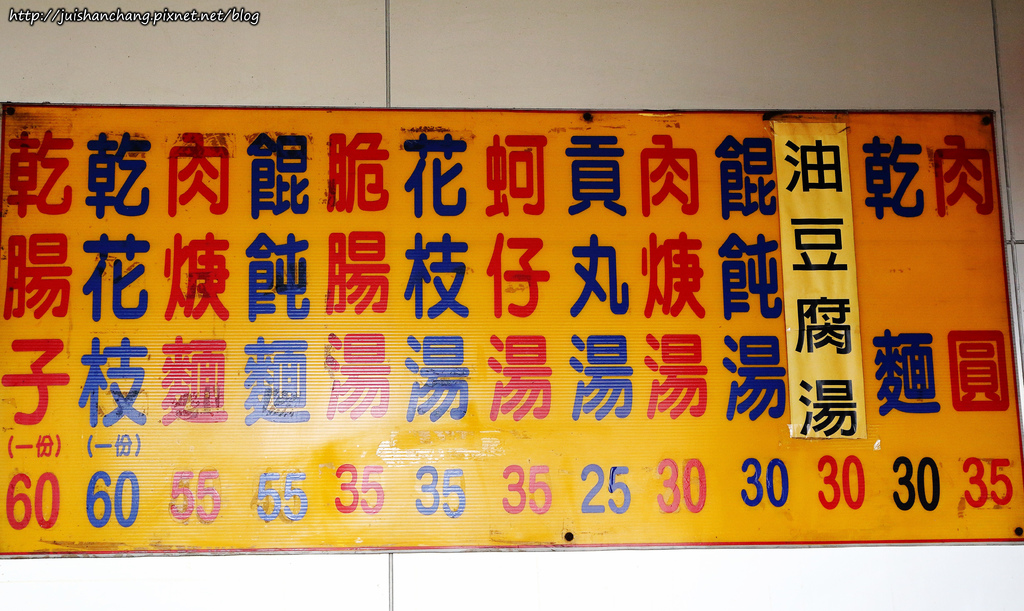 http://juishanchang.pixnet.net/blog
肉圓 35
乾麵 30
油豆腐湯 30
餛飩湯 30
肉焿湯 30
貢丸湯 25
蚵仔湯 35
花枝湯 35
脆腸湯 35
餛飩麵 55
肉焿麵 55
乾花枝(一份) 60
乾腸子(一份) 60